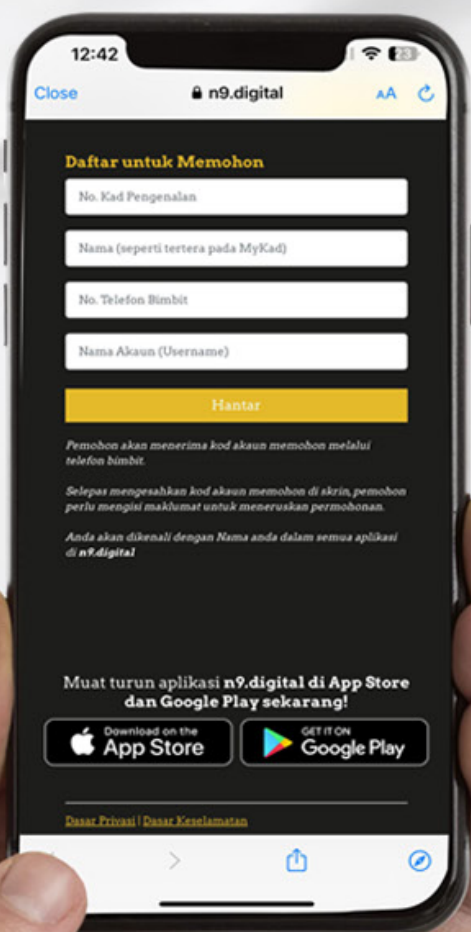 12:42
23
Close
n9.digital
AA
Daftar untuk Memohon
No. Kad Pengenalan
Nama (seperti tertera pada MyKad)
No. Telefon Bimbit
Nama Akaun (Username)
Hantar
Pemohon akan menerima kod akaun memohon melalui
telefon bimbit.
Selepas mengesahkan kod akaun memohon di skrin, pemohon
perlu mengisi maklumat untuk meneruskan permohonan.
Anda akan dikenali dengan Nama anda dalam semua aplikasi
di n9.digital
Muat turun aplikasi n9.digital di App Store
dan Google Play sekarang!
Download on the
App Store
GET IT ON
Google Play
Dasar Privasi | Dasar Keselamatan